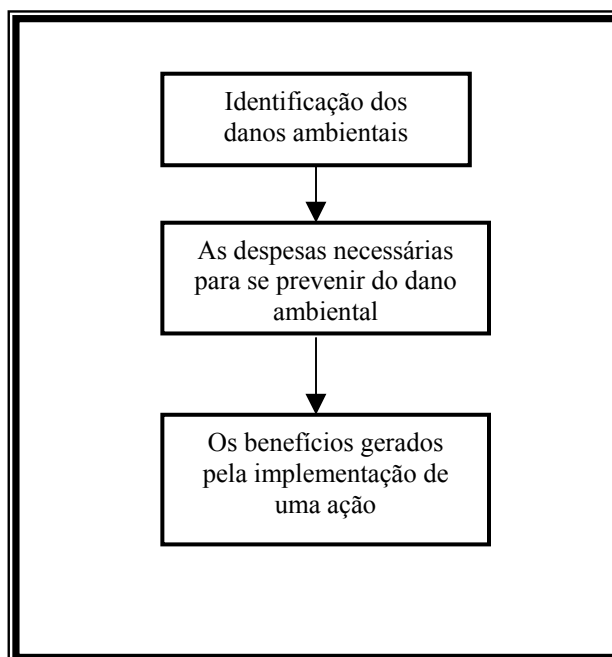 Identificação dos
danos ambientais
As despesas necessárias
para se prevenir do dano
ambiental
Os benefícios gerados
pela implementação de
uma ação